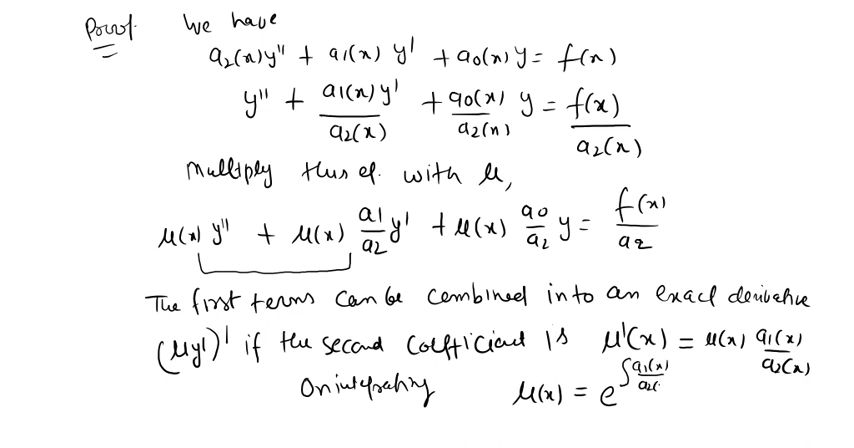 Proof. We have
a₂(x)y'' + a₁(x) y' + a₀(x) y = f(x)
y'' + a₁(x) y' / a₂(x) + a₀(x) / a₂(x) y = f(x) / a₂(x)
Multiply this eq. with μ,
μ(x) y'' + μ(x) a₁/a₂ y' + μ(x) a₀/a₂ y = f(x) / a₂
The first terms can be combined into an exact derivative
(μy')' if the second coefficient is μ'(x) = μ(x) a₁(x) / a₂(x)
On integrating μ(x) = e^∫ a₁(x) / a₂(